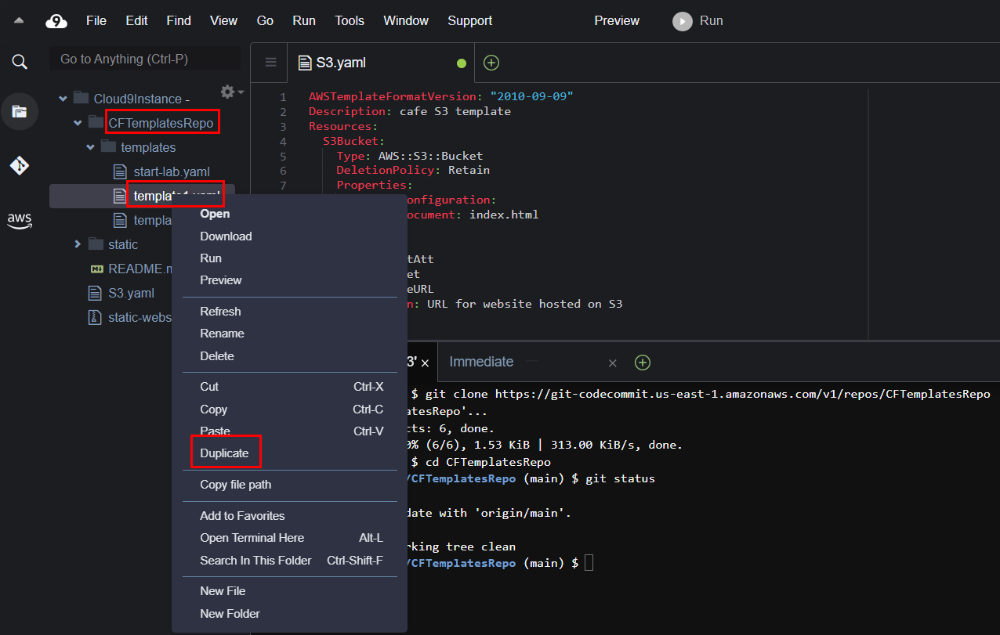 9 File Edit Find View Go Run Tools Window Support Preview Run
Go to Anything (Ctrl-P)
Cloud9Instance -
CFTemplatesRepo
templates
start-lab.yaml
templa
static
README.
S3.yaml
static-webs
aws
S3.yaml
1 AWSTemplateFormatVersion: "2010-09-09"
2 Description: cafe S3 template
3 Resources:
4 S3Bucket:
5 Type: AWS::S3::Bucket
6 DeletionPolicy: Retain
7 Properties:
onfiguration:
ocument: index.html
tAtt
et
eURL
n: URL for website hosted on S3
Open
Download
Run
Preview
Refresh
Rename
Delete
Cut Ctrl-X
Copy Ctrl-C
Paste Ctrl-V
Duplicate
Copy file path
Add to Favorites
Open Terminal Here Alt-L
Search In This Folder Ctrl-Shift-F
New File
New Folder
3' × Immediate ×
$ git clone https://git-codecommit.us-east-1.amazonaws.com/v1/repos/CFTemplatesRepo
atesRepo'...
cts: 6, done.
0% (6/6), 1.53 KiB | 313.00 KiB/s, done.
$ cd CFTemplatesRepo
/CFTemplatesRepo (main) $ git status
date with 'origin/main'.
rking tree clean
/CFTemplatesRepo (main) $